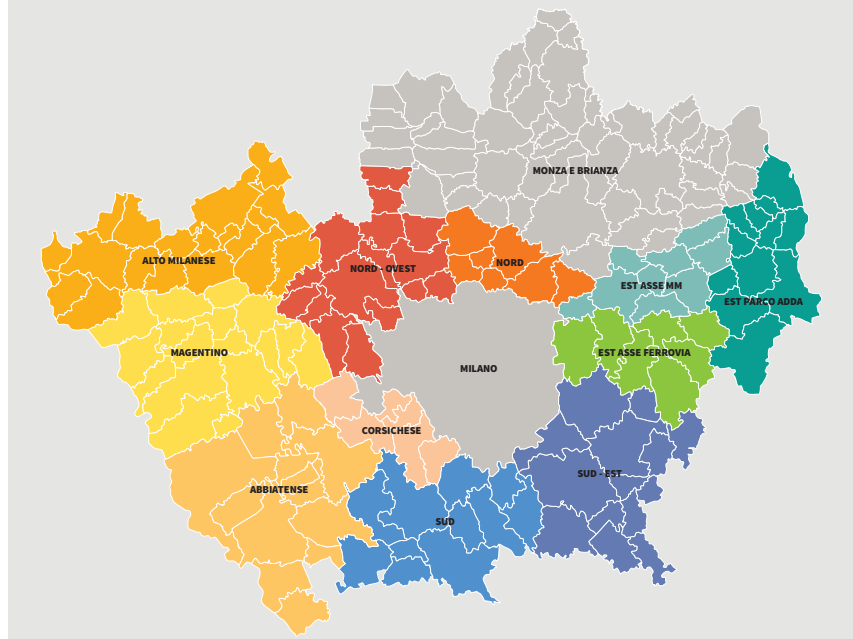 MONZA E BRIANZA
ALTO MILANESE
NORD - OVEST
NORD
EST ASSE MM
EST PARCO ADDA
MAGENTINO
EST ASSE FERROVIA
MILANO
CORSICHESE
SUD - EST
ABBIATENSE
SUD